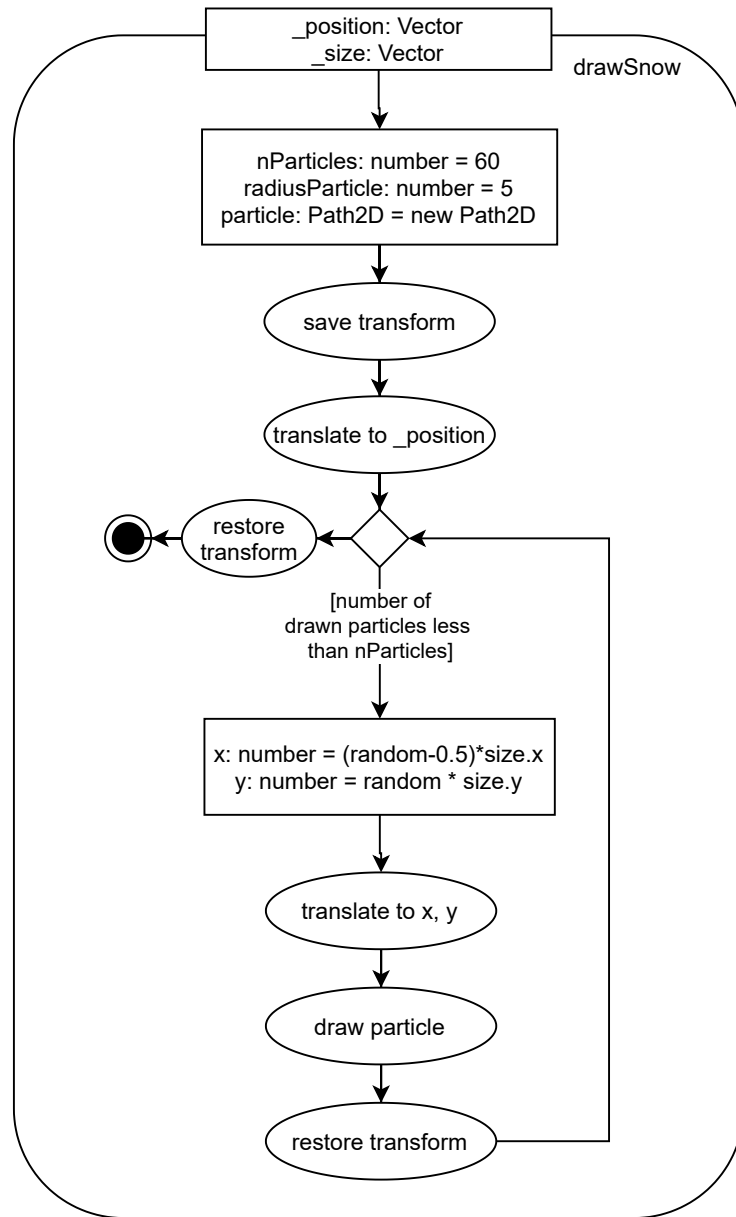 _position: Vector
_size: Vector
drawSnow
nParticles: number = 60
radiusParticle: number = 5
particle: Path2D = new Path2D
save transform
translate to _position
restore
transform
[number of
drawn particles less
than nParticles]
x: number = (random-0.5)*size.x
y: number = random * size.y
translate to x, y
draw particle
restore transform